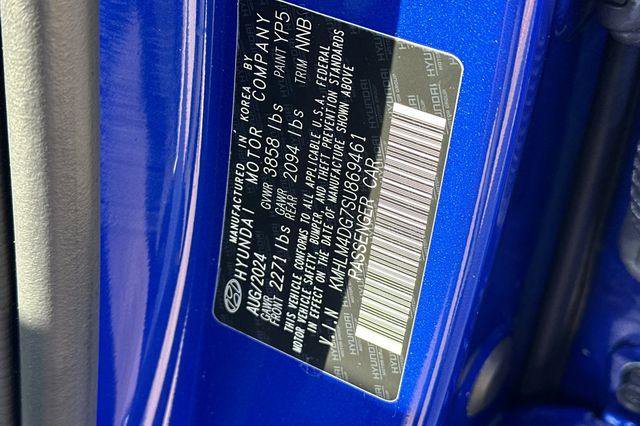 MANUFACTURED IN KOREA BY
HYUNDAI MOTOR COMPANY
AUG/2024 GVWR 3858 lbs PAINT YP5
GAWR FRONT 2271 lbs GAWR REAR 2094 lbs TRIM NNB
THIS VEHICLE CONFORMS TO ALL APPLICABLE U.S.A. FEDERAL
MOTOR VEHICLE SAFETY, BUMPER, AND THEFT PREVENTION STANDARDS
IN EFFECT ON THE DATE OF MANUFACTURE SHOWN ABOVE
V.I.N KMHLM4DG7SU869461
PASSENGER CAR